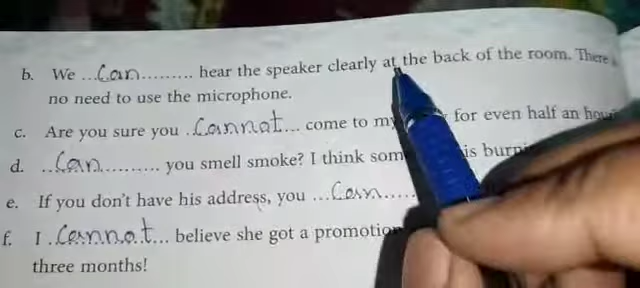 b. We ...Can......... hear the speaker clearly at the back of the room. There
no need to use the microphone.
c. Are you sure you .Cannot... come to my for even half an hour
d. ..Can.......... you smell smoke? I think som is burn
e. If you don't have his address, you ...Can.....
f. I .Cannot... believe she got a promotion
three months!